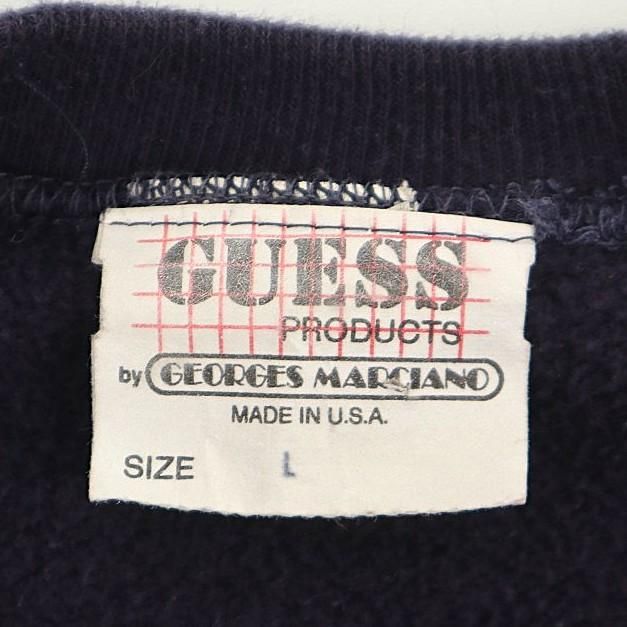 GUESS
PRODUCTS
by GEORGES MARCIANO
MADE IN U.S.A.
SIZE L